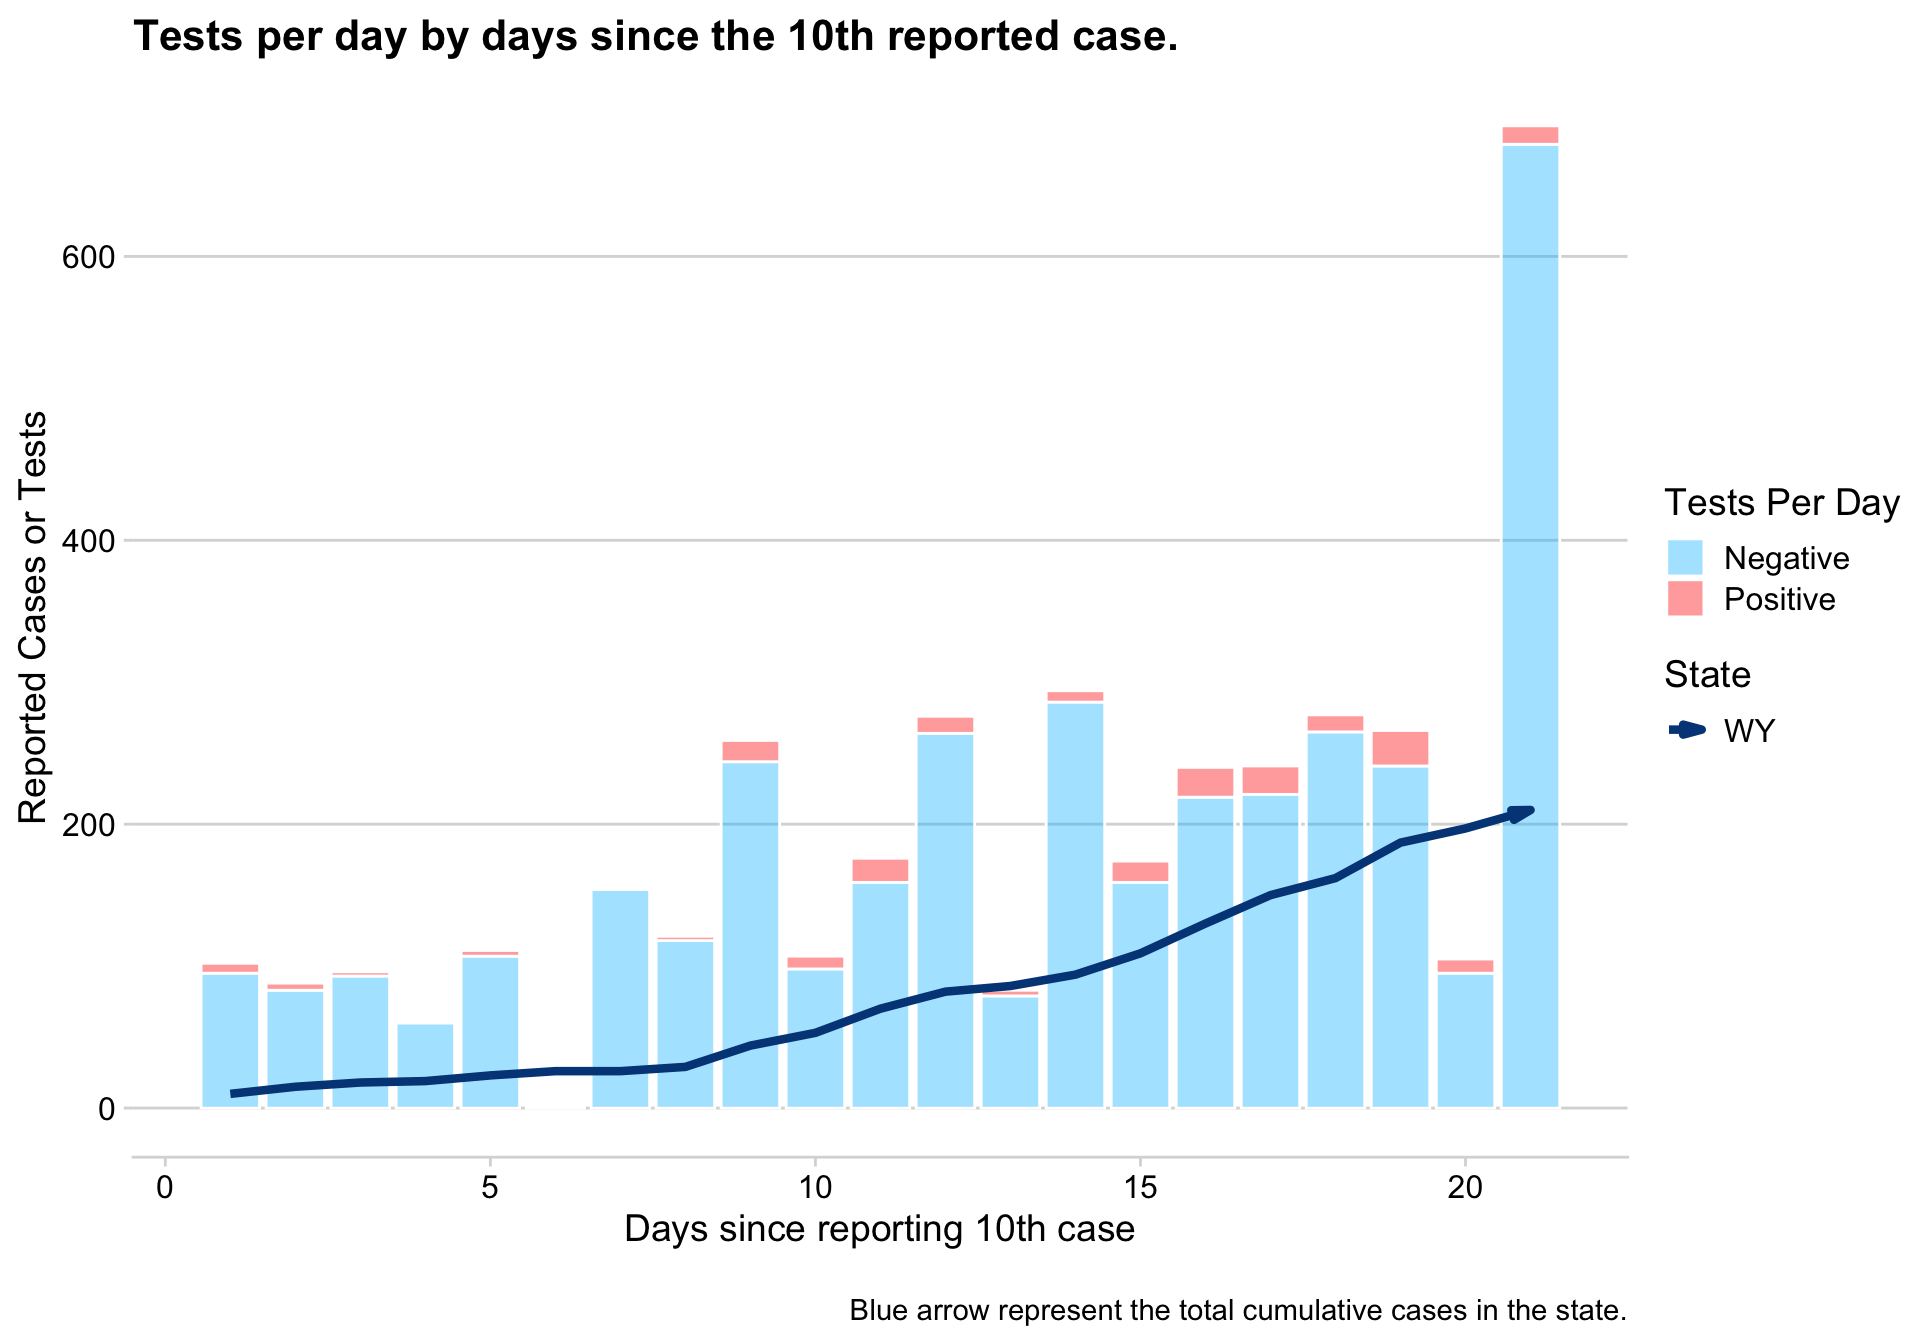 Tests per day by days since the 10th reported case.
Reported Cases or Tests
600
400
200
0
0 5 10 15 20
Days since reporting 10th case
Tests Per Day
Negative
Positive
State
WY
Blue arrow represent the total cumulative cases in the state.